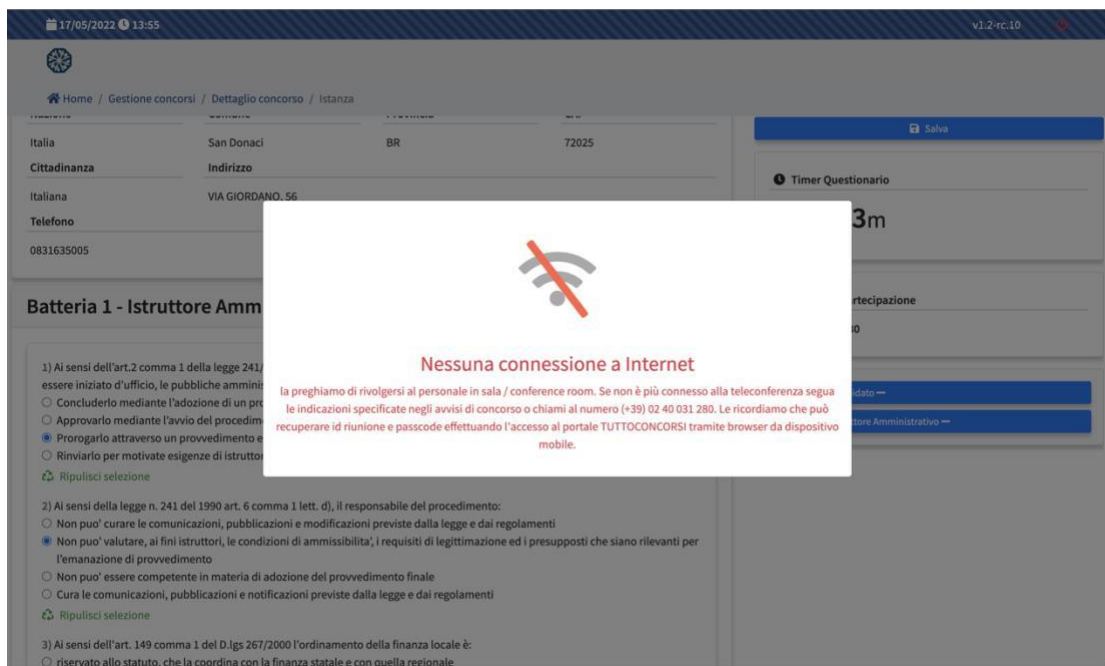 17/05/2022 13:55
v1.2-rc.10
Home / Gestione concorsi / Dettaglio concorso / Istanza
Nazione Comune Provincia CAP
Italia San Donaci BR 72025
Salva
Cittadinanza Indirizzo
Timer Questionario
Italiana VIA GIORDANO, 56
Telefono
3m
0831635005
Batteria 1 - Istruttore Amm
rtecipazione
Nessuna connessione a Internet
la preghiamo di rivolgersi al personale in sala / conference room. Se non è più connesso alla teleconferenza segua
le indicazioni specificate negli avvisi di concorso o chiami al numero (+39) 02 40 031 280. Le ricordiamo che può
recuperare id riunione e passcode effettuando l'accesso al portale TUTTOCONCORSI tramite browser da dispositivo
mobile.
1) Ai sensi dell'art.2 comma 1 della legge 241/
essere iniziato d'ufficio, le pubbliche amminis
Concluderlo mediante l'adozione di un pro
Approvarlo mediante l'avvio del procedim
Prorogarlo attraverso un provvedimento e
Rinviarlo per motivate esigenze di istruttor
Ripulisci selezione
idato
tore Amministrativo
2) Ai sensi della legge n. 241 del 1990 art. 6 comma 1 lett. d), il responsabile del procedimento:
Non puo' curare le comunicazioni, pubblicazioni e modificazioni previste dalla legge e dai regolamenti
Non puo' valutare, ai fini istruttori, le condizioni di ammissibilita', i requisiti di legittimazione ed i presupposti che siano rilevanti per
l'emanazione di provvedimento
Non puo' essere competente in materia di adozione del provvedimento finale
Cura le comunicazioni, pubblicazioni e notificazioni previste dalla legge e dai regolamenti
Ripulisci selezione
3) Ai sensi dell'art. 149 comma 1 del D.lgs 267/2000 l'ordinamento della finanza locale è:
riservato allo statuto, che la coordina con la finanza statale e con quella regionale